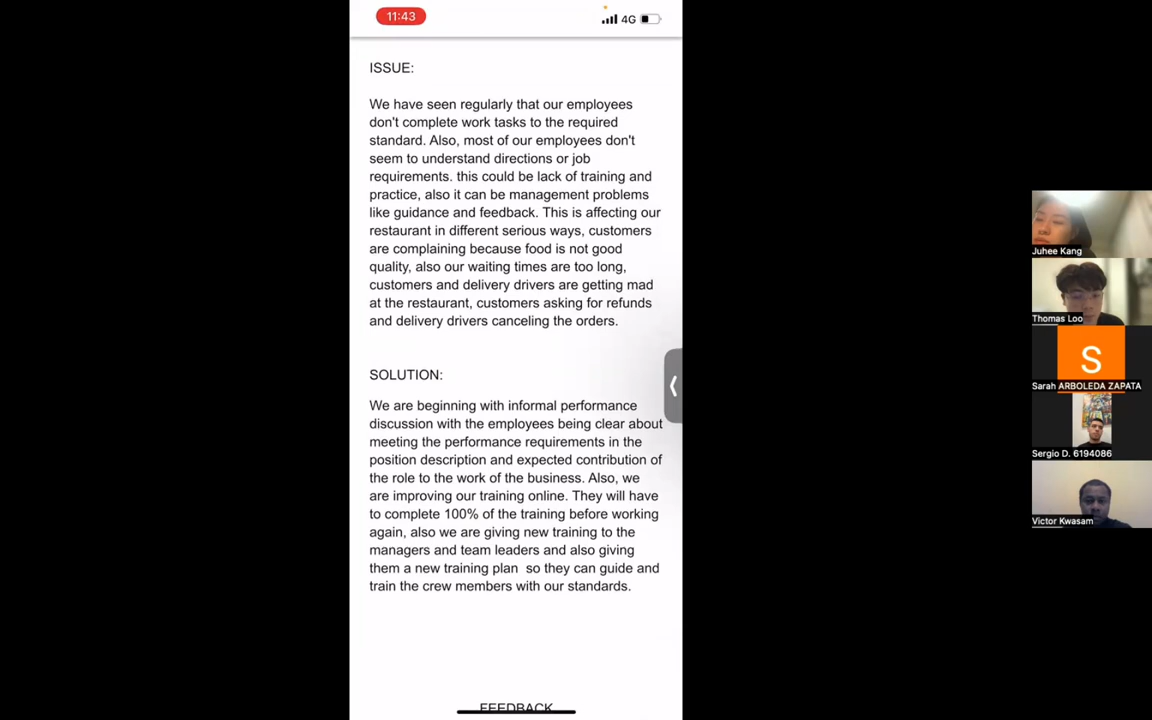 11:43
4G
ISSUE:
We have seen regularly that our employees
don't complete work tasks to the required
standard. Also, most of our employees don't
seem to understand directions or job
requirements. this could be lack of training and
practice, also it can be management problems
like guidance and feedback. This is affecting our
restaurant in different serious ways, customers
are complaining because food is not good
quality, also our waiting times are too long,
customers and delivery drivers are getting mad
at the restaurant, customers asking for refunds
and delivery drivers canceling the orders.
SOLUTION:
We are beginning with informal performance
discussion with the employees being clear about
meeting the performance requirements in the
position description and expected contribution of
the role to the work of the business. Also, we
are improving our training online. They will have
to complete 100% of the training before working
again, also we are giving new training to the
managers and team leaders and also giving
them a new training plan  so they can guide and
train the crew members with our standards.
FEEDBACK
Juhee Kang
Thomas Loo
S
Sarah ARBOLEDA ZAPATA
Sergio D. 6194086
Victor Kwasam